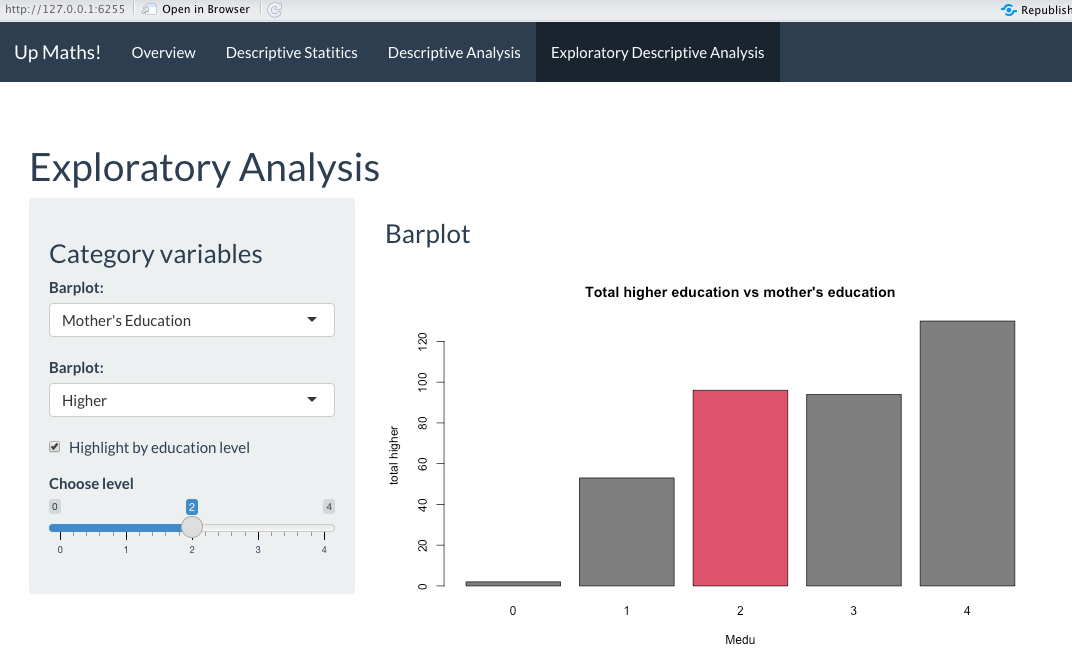 http://127.0.0.1:6255 Open in Browser Republish
Up Maths! Overview Descriptive Statitics Descriptive Analysis Exploratory Descriptive Analysis
Exploratory Analysis
Category variables
Barplot:
Mother's Education
Barplot:
Higher
Highlight by education level
Choose level
0 2 4
0 1 2 3 4
Barplot
Total higher education vs mother's education
total higher
120
100
80
60
40
20
0
0 1 2 3 4
Medu